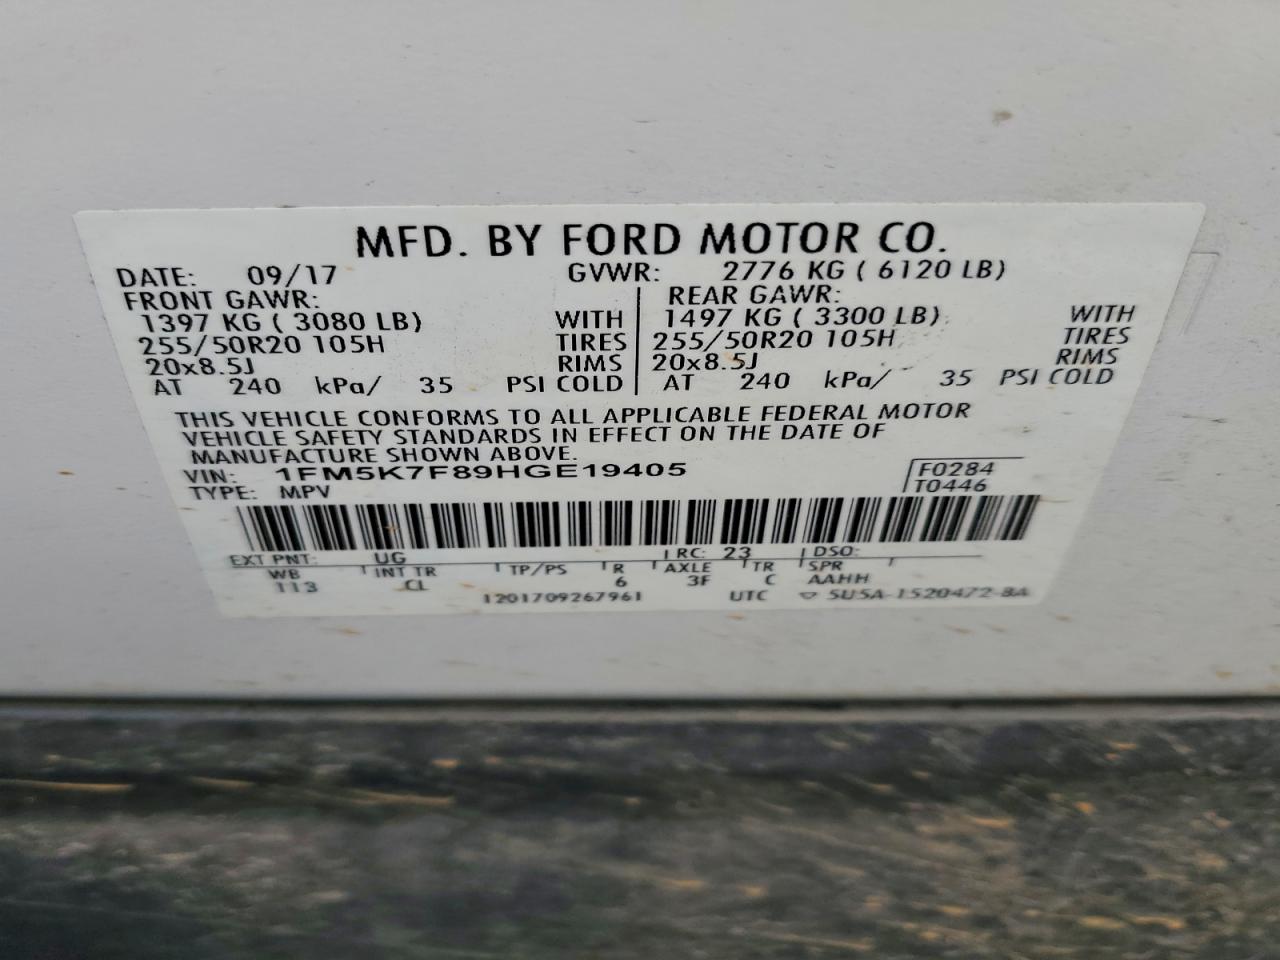 MFD. BY FORD MOTOR CO.
DATE: 09/17 GVWR: 2776 KG ( 6120 LB)
FRONT GAWR: REAR GAWR:
1397 KG ( 3080 LB) WITH 1497 KG ( 3300 LB) WITH
255/50R20 105H TIRES 255/50R20 105H TIRES
20x8.5J RIMS 20x8.5J RIMS
AT 240 kPa/ 35 PSI COLD AT 240 kPa/ 35 PSI COLD
THIS VEHICLE CONFORMS TO ALL APPLICABLE FEDERAL MOTOR
VEHICLE SAFETY STANDARDS IN EFFECT ON THE DATE OF
MANUFACTURE SHOWN ABOVE.
VIN: 1FM5K7F89HGE19405 F0284
TYPE: MPV T0446
EXT PNT: UG RC: 23 DSO:
WB INT TR TP/PS R AXLE TR SPR
113 CL 6 3F C AAHH
1201709267961 UTC ▽ 5U5A-1520472-BA